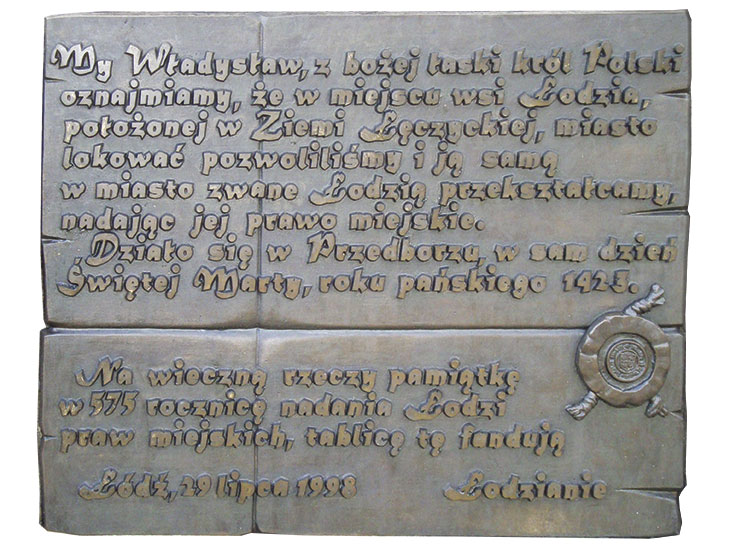 My Władysław, z bożej łaski król Polski
oznajmiamy, że w miejscu wsi Łodzia,
położonej w Ziemi Łęczyckiej, miasto
lokować pozwoliliśmy i ją samą
w miasto zwane Łodzią przekształcamy,
nadając jej prawo miejskie.
Działo się w Przedborzu, w sam dzień
Świętej Marty, roku pańskiego 1423.
Na wieczną rzeczy pamiątkę
w 575 rocznicę nadania Łodzi
praw miejskich, tablicę tę fundują
Łódź, 29 lipca 1998 Łodzianie